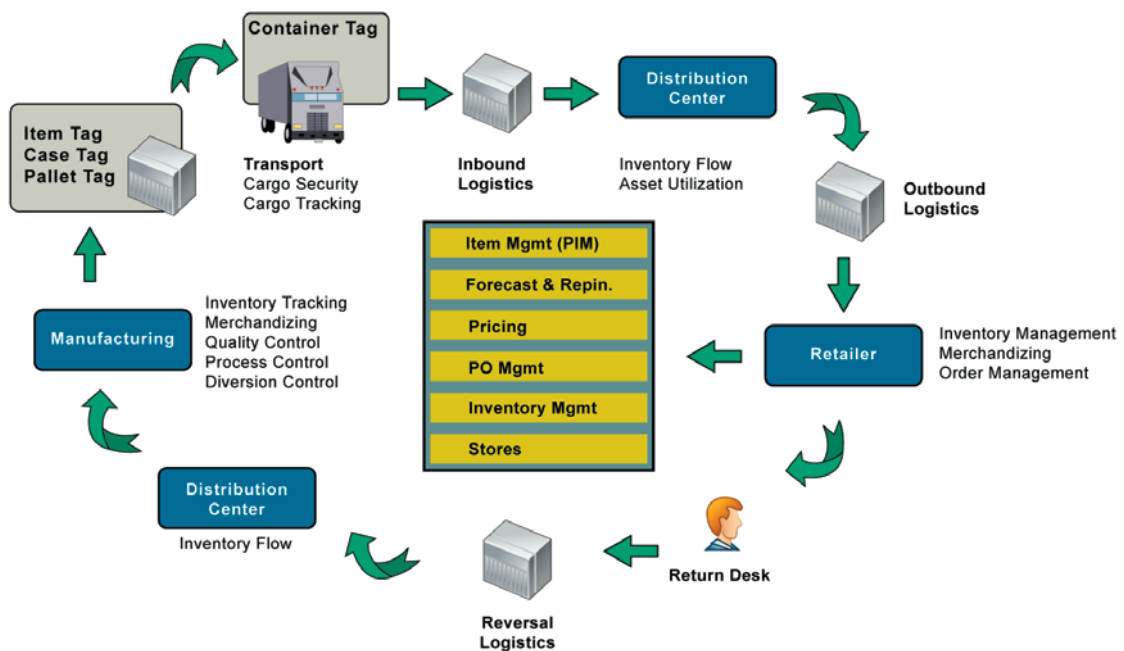 Container Tag
Item Tag
Case Tag
Pallet Tag
Transport
Cargo Security
Cargo Tracking
Inbound
Logistics
Distribution
Center
Inventory Flow
Asset Utilization
Outbound
Logistics
Item Mgmt (PIM)
Forecast & Repin.
Pricing
PO Mgmt
Inventory Mgmt
Stores
Manufacturing
Inventory Tracking
Merchandizing
Quality Control
Process Control
Diversion Control
Retailer
Inventory Management
Merchandizing
Order Management
Distribution
Center
Inventory Flow
Reversal
Logistics
Return Desk